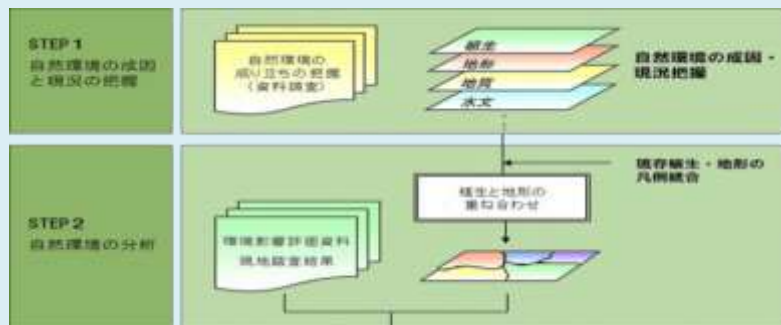 STEP 1
自然環境の成因
と現況の把握
自然環境の
成り立ちの把握
(資料調査)
植生
地形
地質
水文
自然環境の成因・
現況把握
既存植生・地形の
凡例統合
植生と地形の
重ね合わせ
STEP 2
自然環境の分析
環境影響評価資料
現地調査結果